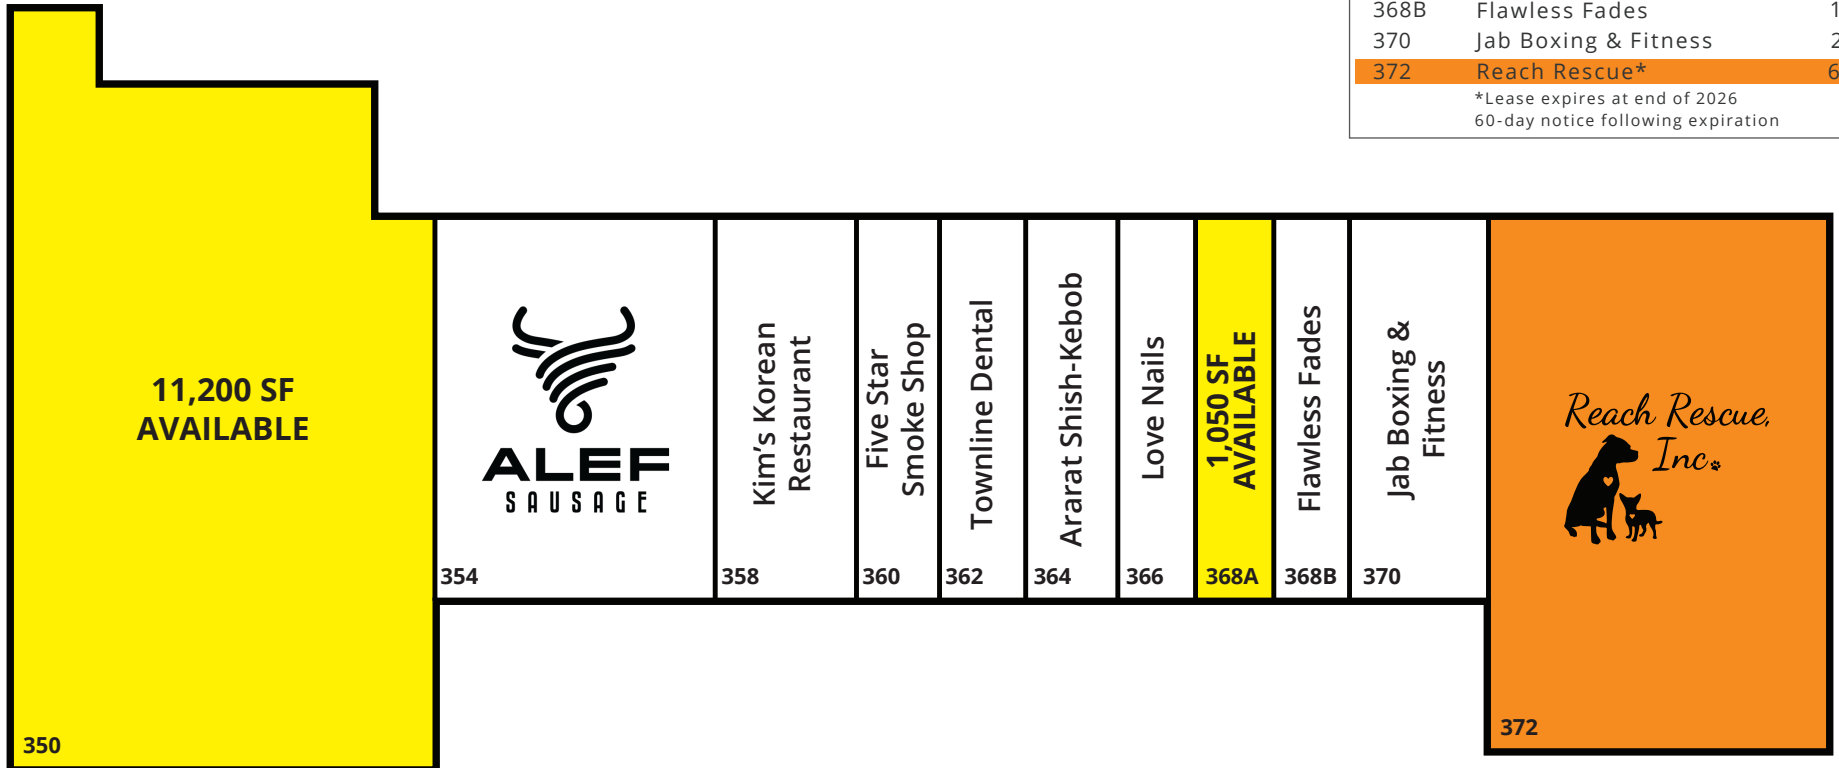 368B Flawless Fades 1
370 Jab Boxing & Fitness 2
372 Reach Rescue* 6
*Lease expires at end of 2026
60-day notice following expiration
11,200 SF
AVAILABLE
350
ALEF
SAUSAGE
354
Kim's Korean
Restaurant
358
Five Star
Smoke Shop
360
Townline Dental
362
Ararat Shish-Kebob
364
Love Nails
366
1,050 SF
AVAILABLE
368A
Flawless Fades
368B
Jab Boxing &
Fitness
370
Reach Rescue,
Inc.
372